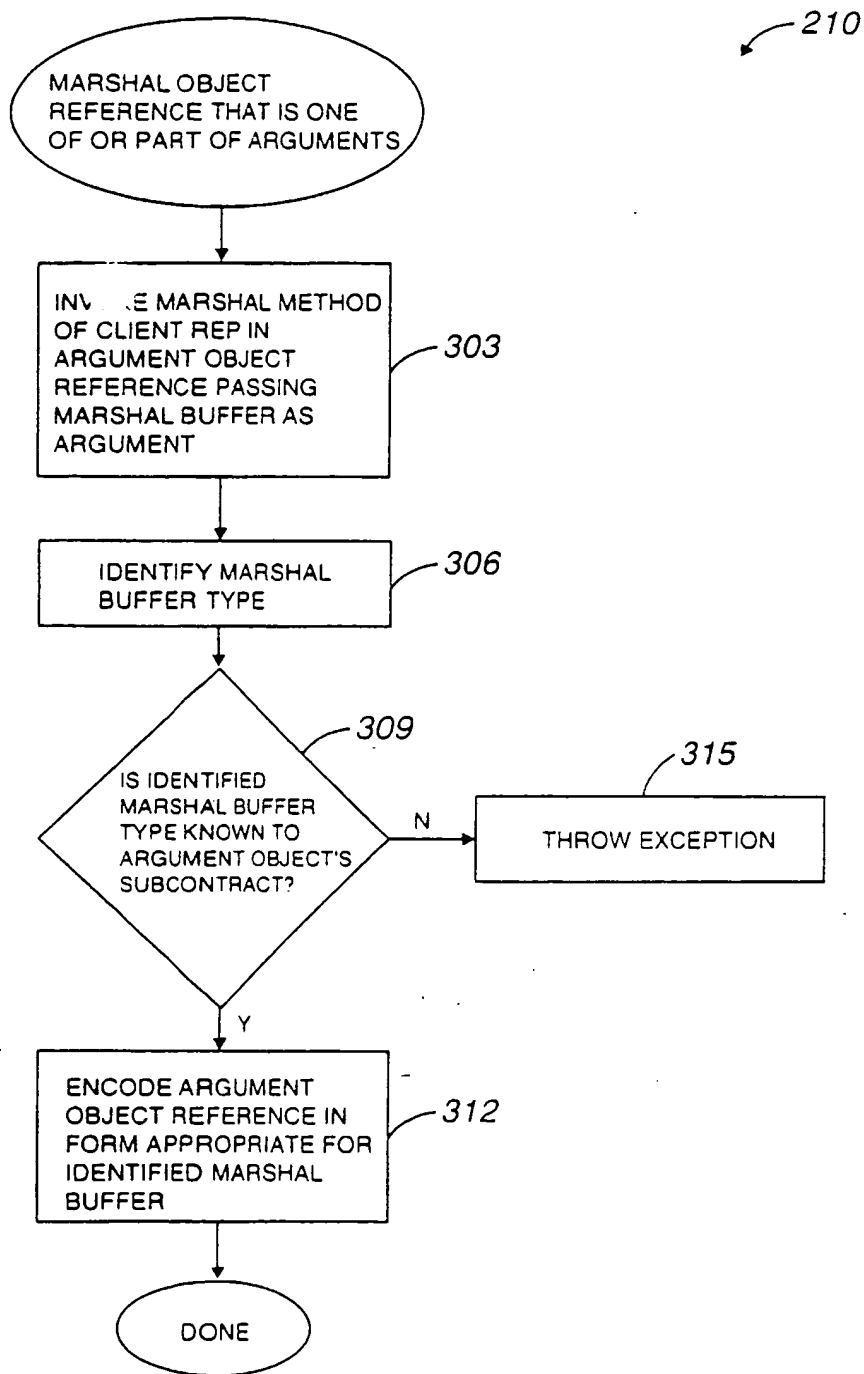 210
MARSHAL OBJECT
REFERENCE THAT IS ONE
OF OR PART OF ARGUMENTS
MARSHAL METHOD
OF CLIENT REP IN
ARGUMENT OBJECT
REFERENCE PASSING
MARSHAL BUFFER AS
ARGUMENT
303
IDENTIFY MARSHAL
BUFFER TYPE
306
309
IS IDENTIFIED
MARSHAL BUFFER
TYPE KNOWN TO
ARGUMENT OBJECT'S
SUBCONTRACT?
N
315
THROW EXCEPTION
Y
ENCODE ARGUMENT
OBJECT REFERENCE IN
FORM APPROPRIATE FOR
IDENTIFIED MARSHAL
BUFFER
312
DONE